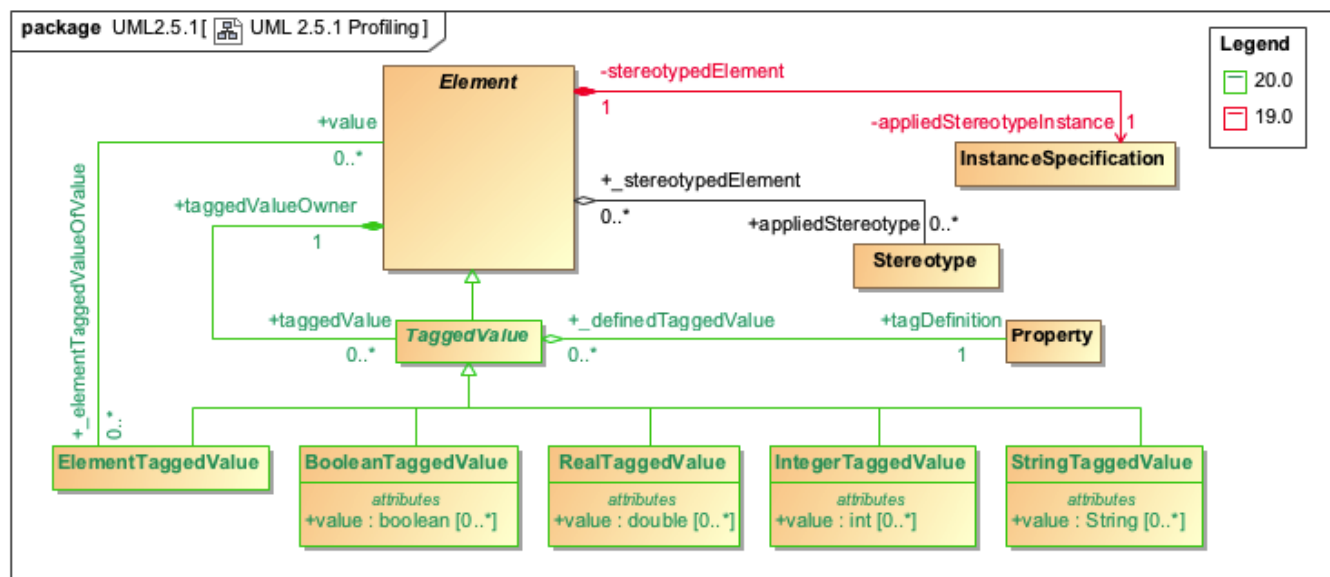 package UML2.5.1[ UML 2.5.1 Profiling]
Legend
20.0
19.0
Element
-stereotypedElement
1
-appliedStereotypeInstance 1
InstanceSpecification
+value
0..*
+_stereotypedElement
0..*
+appliedStereotype 0..*
Stereotype
+taggedValueOwner
1
+_elementTaggedValueOfValue
0..*
+taggedValue
0..*
TaggedValue
+_definedTaggedValue
0..*
+tagDefinition
1
Property
ElementTaggedValue
BooleanTaggedValue
attributes
+value : boolean [0..*]
RealTaggedValue
attributes
+value : double [0..*]
IntegerTaggedValue
attributes
+value : int [0..*]
StringTaggedValue
attributes
+value : String [0..*]